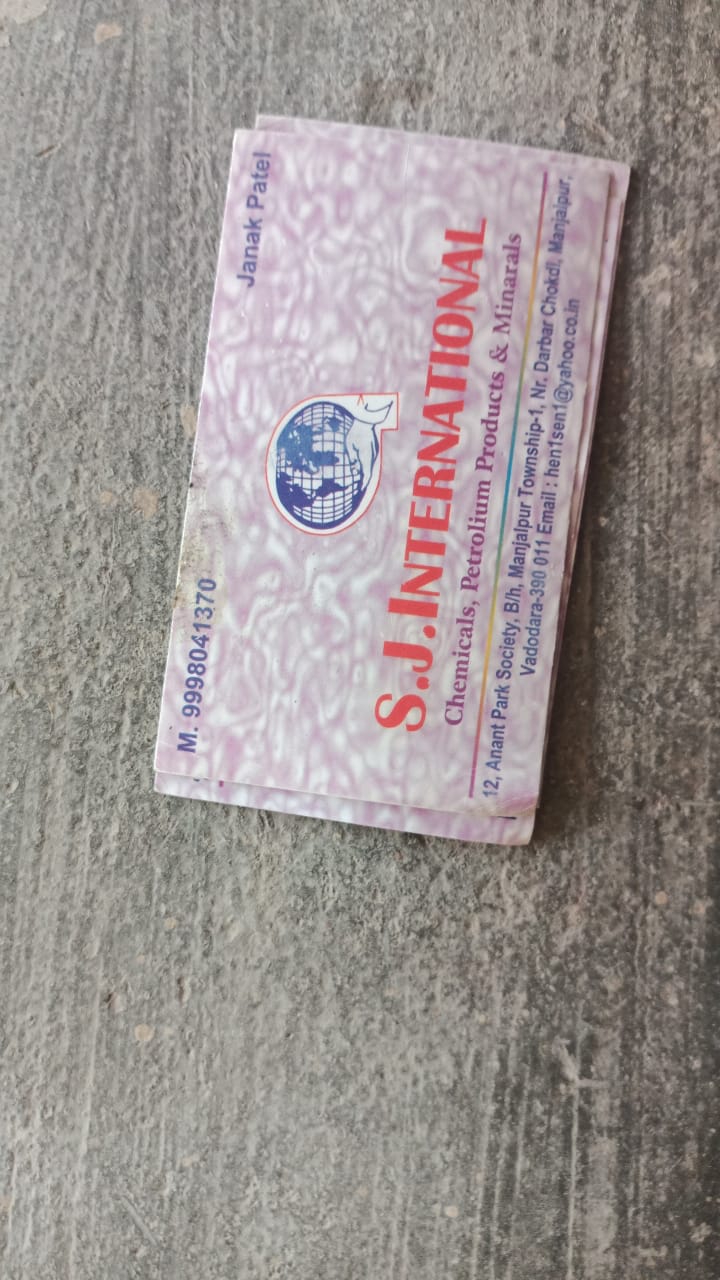 M. 9998041370
Janak Patel
S.J.INTERNATIONAL
Chemicals, Petrolium Products & Minarals
12, Anant Park Society, B/h, Manjalpur Township-1, Nr. Darbar Chokdi, Manjalpur,
Vadodara-390 011 Email : hen1sen1@yahoo.co.in